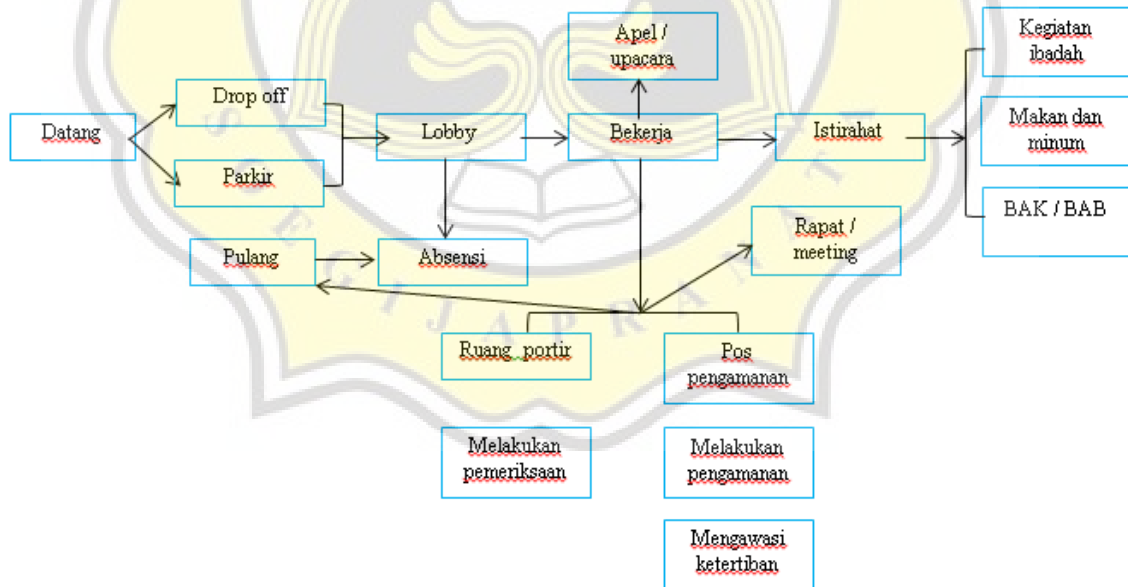 Apel /
upacara
Kegiatan
ibadah
Drop off
Datang
Lobby
Bekerja
Istirahat
Makan dan
minum
Parkir
BAK / BAB
Rapat /
meeting
Pulang
Absensi
Ruang portir
Pos
pengamanan
Melakukan
pemeriksaan
Melakukan
pengamanan
Mengawasi
ketertiban
SOEGIJAPRANATA